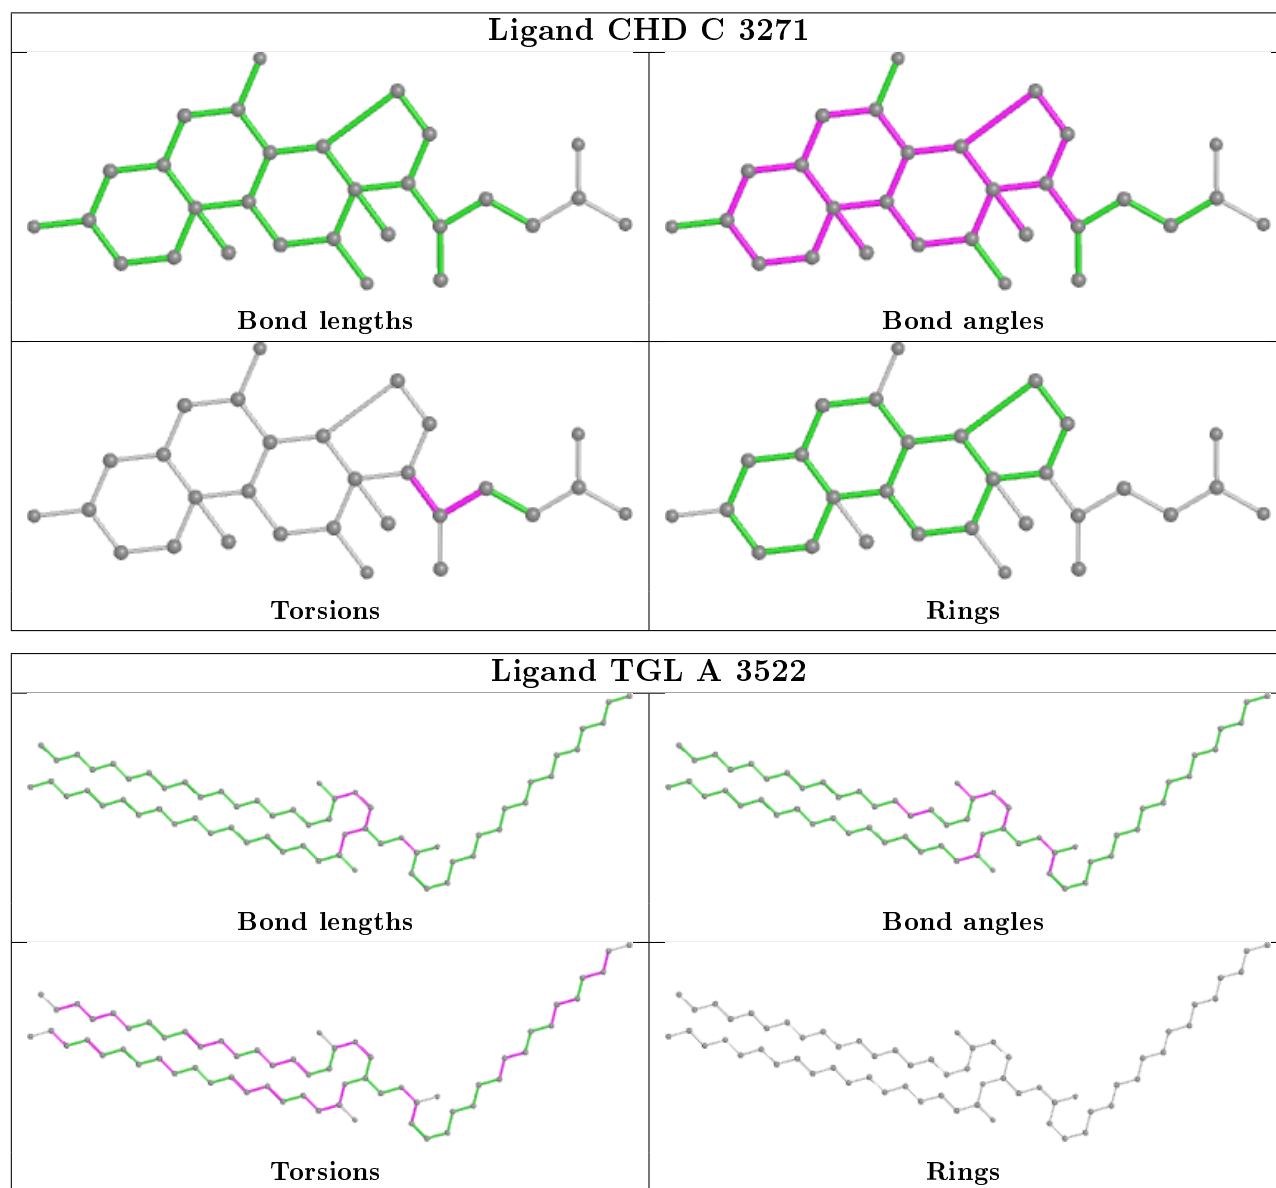 Ligand CHD C 3271
Bond lengths
Bond angles
Torsions
Rings
Ligand TGL A 3522
Bond lengths
Bond angles
Torsions
Rings